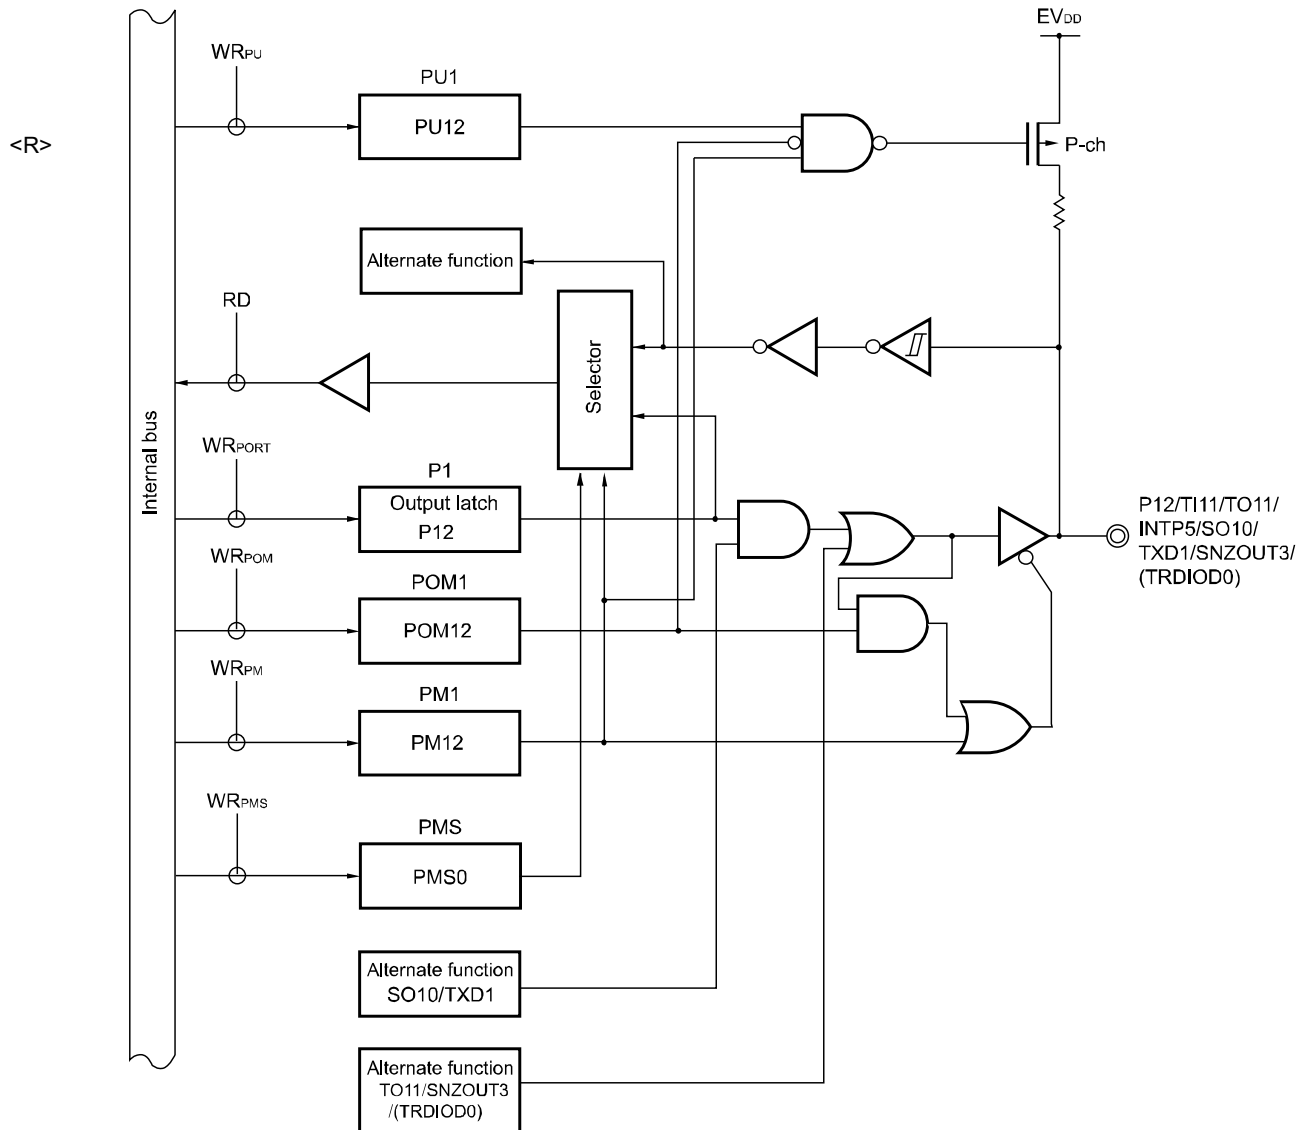 EVDD
WRPU
PU1
PU12
<R>
P-ch
Alternate function
RD
Selector
Internal bus
WRPORT
P1
Output latch
P12
P12/TI11/TO11/
INTP5/SO10/
TXD1/SNZOUT3/
(TRDIOD0)
WRPOM
POM1
POM12
WRPM
PM1
PM12
WRPMS
PMS
PMS0
Alternate function
SO10/TXD1
Alternate function
TO11/SNZOUT3
/(TRDIOD0)